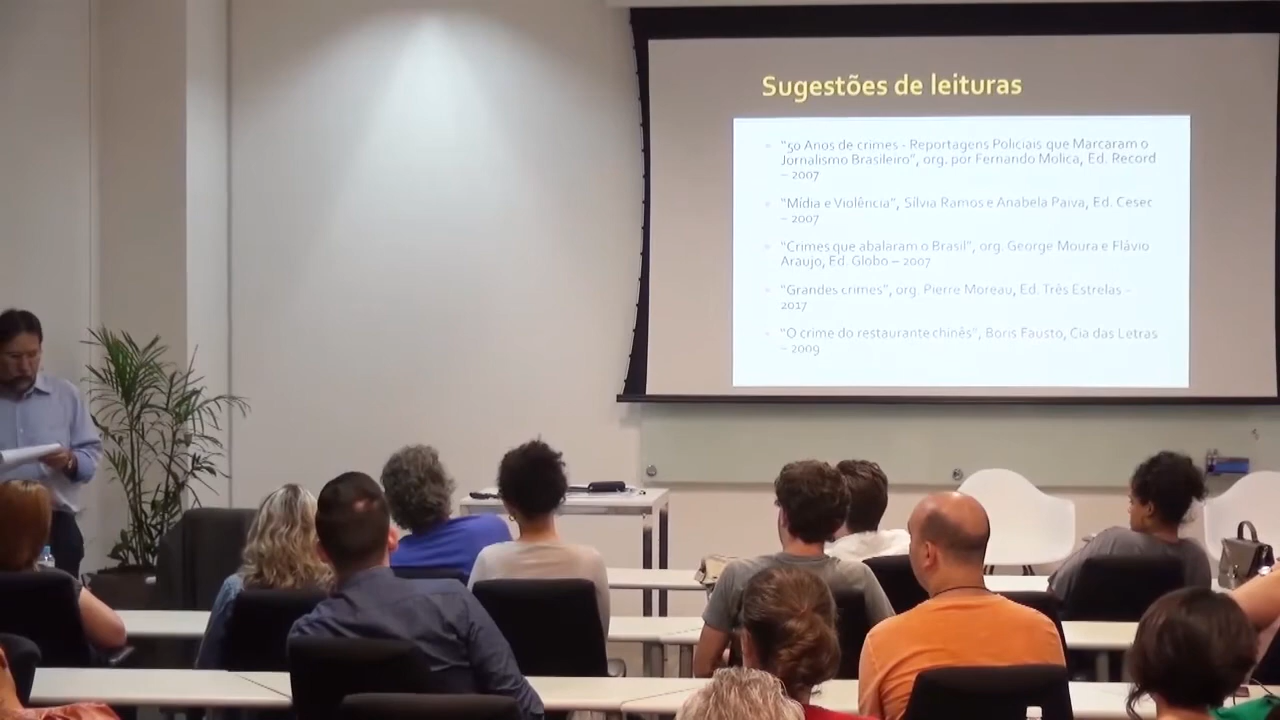 Sugestões de leituras
"50 Anos de crimes - Reportagens Policiais que Marcaram o
Jornalismo Brasileiro", org. por Fernando Molica, Ed. Record
– 2007
"Mídia e Violência", Sílvia Ramos e Anabela Paiva, Ed. Cesec
– 2007
"Crimes que abalaram o Brasil", org. George Moura e Flávio
Araujo, Ed. Globo – 2007
"Grandes crimes", org. Pierre Moreau, Ed. Três Estrelas –
2017
"O crime do restaurante chinês", Boris Fausto, Cia das Letras
– 2009